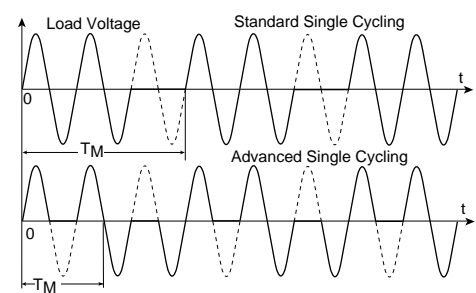 Load Voltage
Standard Single Cycling
t
0
TM
Advanced Single Cycling
t
0
TM